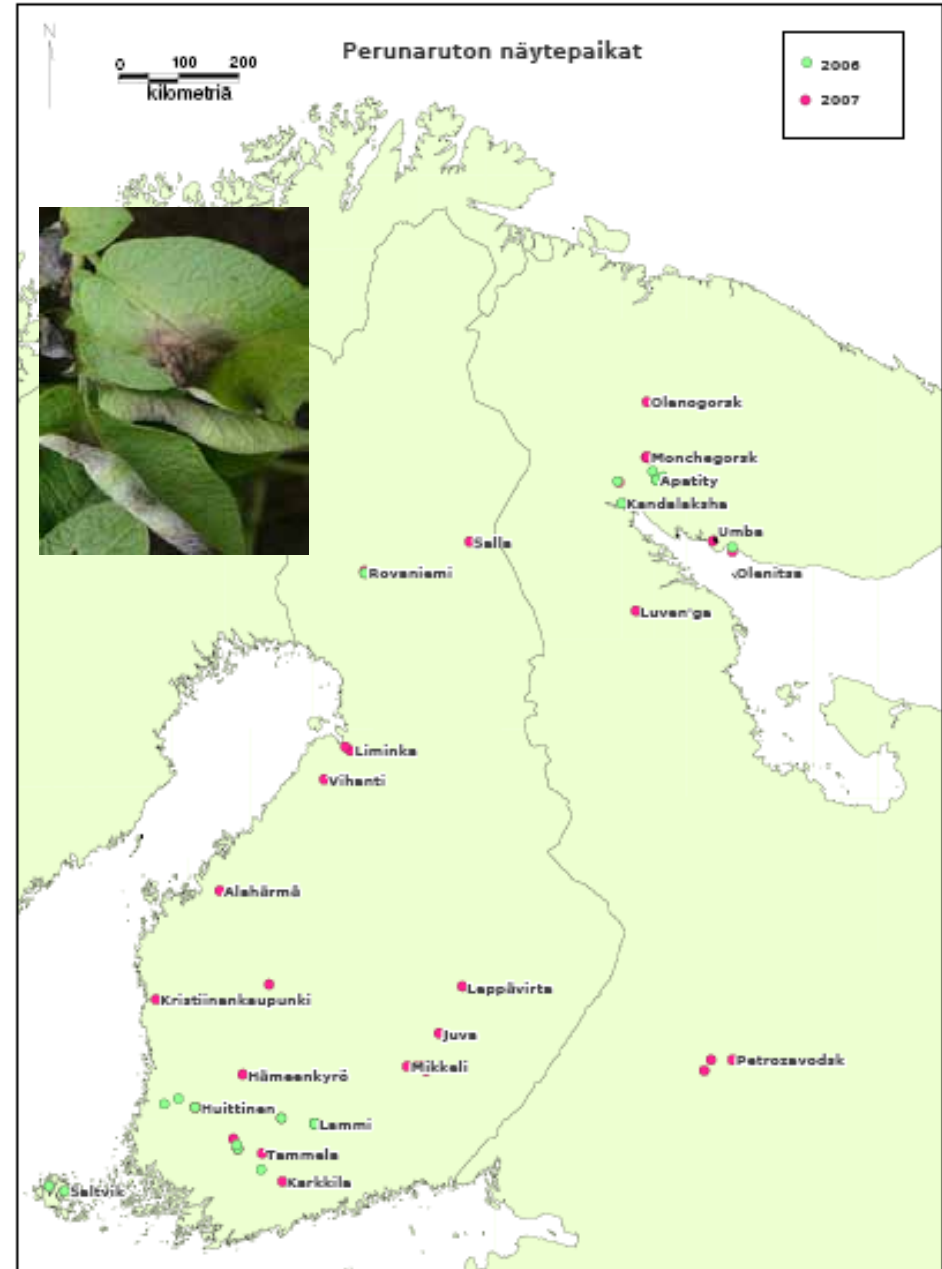 N
Perunaruton näytepaikat
0 100 200
kilometriä
2006
2007
Olenogorsk
Monchegorsk
Apatity
Kandalaksha
Umba
Salla
Rovaniemi
Olenitsa
Luven'ga
Liminka
Vihanti
Alahärmä
Kristiinankaupunki
Leppävirta
Juva
Mikkeli
Petrozavodsk
Hämeenkyrö
Huittinen
Lammi
Tammela
Karkkila
Saltvik